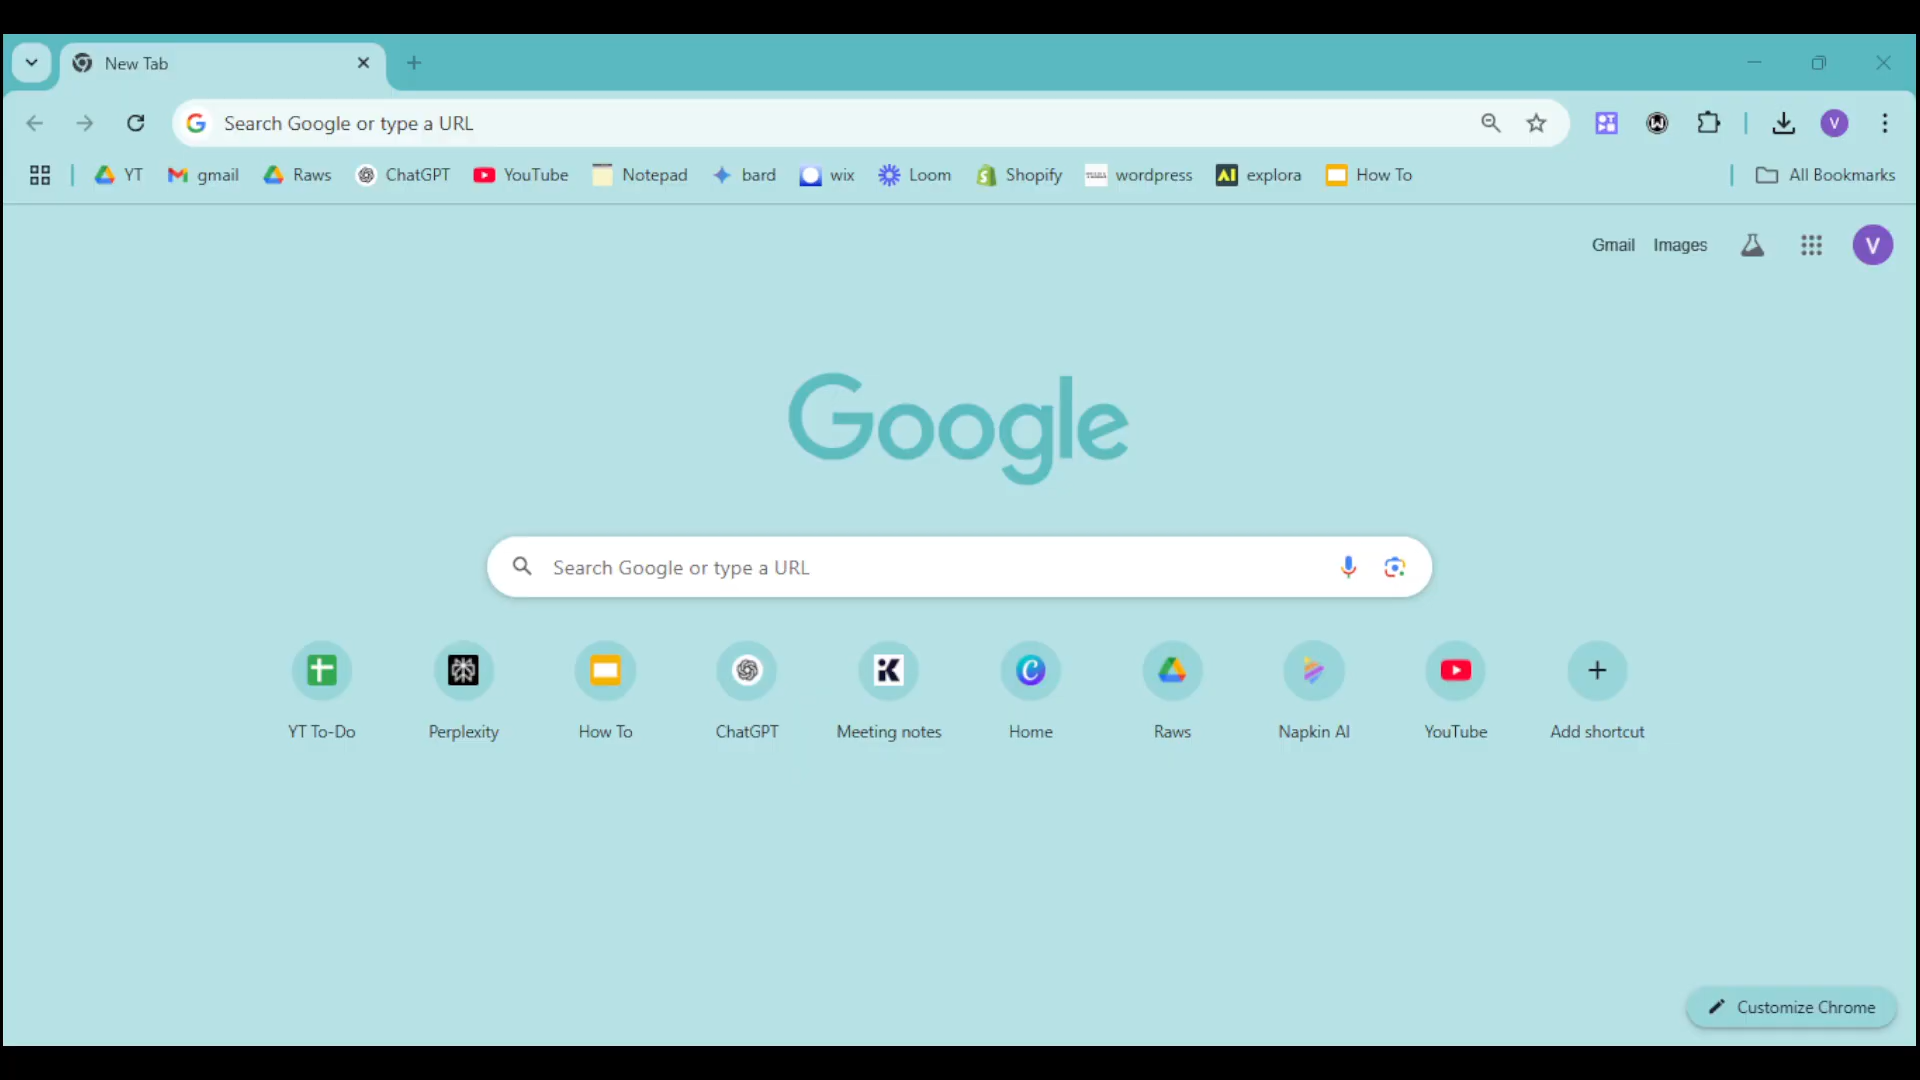 New Tab
Search Google or type a URL
YT gmail Raws ChatGPT YouTube Notepad bard wix Loom Shopify wordpress explora How To All Bookmarks
Gmail Images V
Google
Search Google or type a URL
YT To-Do Perplexity How To ChatGPT Meeting notes Home Raws Napkin AI YouTube Add shortcut
Customize Chrome